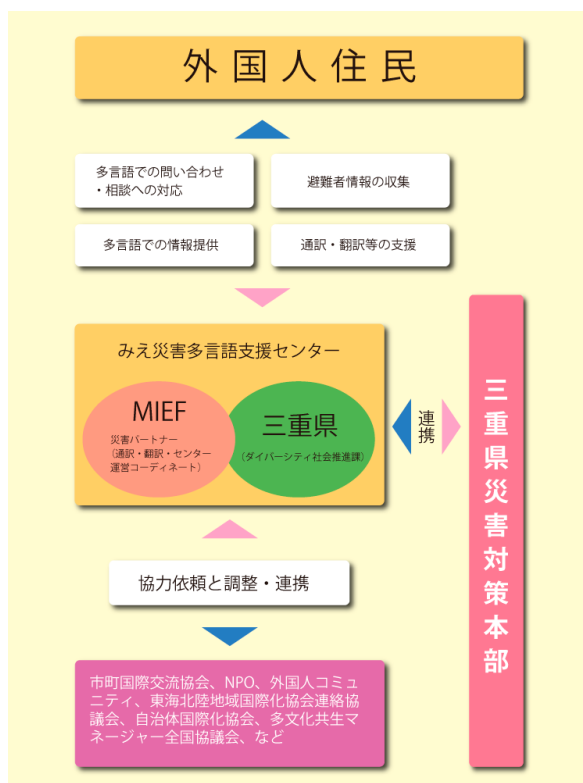 外国人住民
多言語での問い合わせ
・相談への対応
避難者情報の収集
多言語での情報提供
通訳・翻訳等の支援
みえ災害多言語支援センター
MIEF
災害パートナー
(通訳・翻訳・センター
運営コーディネート)
三重県
(ダイバーシティ社会推進課)
連携
三重県災害対策本部
協力依頼と調整・連携
市町国際交流協会、NPO、外国人コミュ
ニティ、東海北陸地域国際化協会連絡協
議会、自治体国際化協会、多文化共生マ
ネージャー全国協議会、など